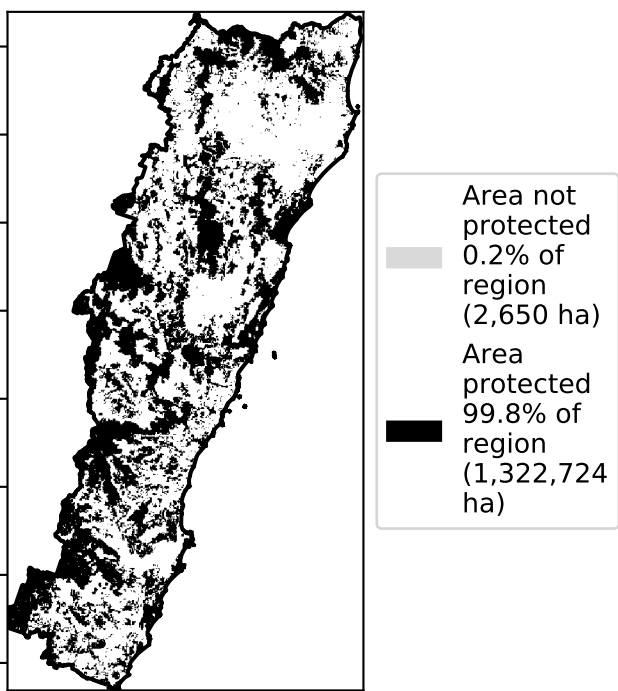 Area not
protected
0.2% of
region
(2,650 ha)
Area
protected
99.8% of
region
(1,322,724
ha)